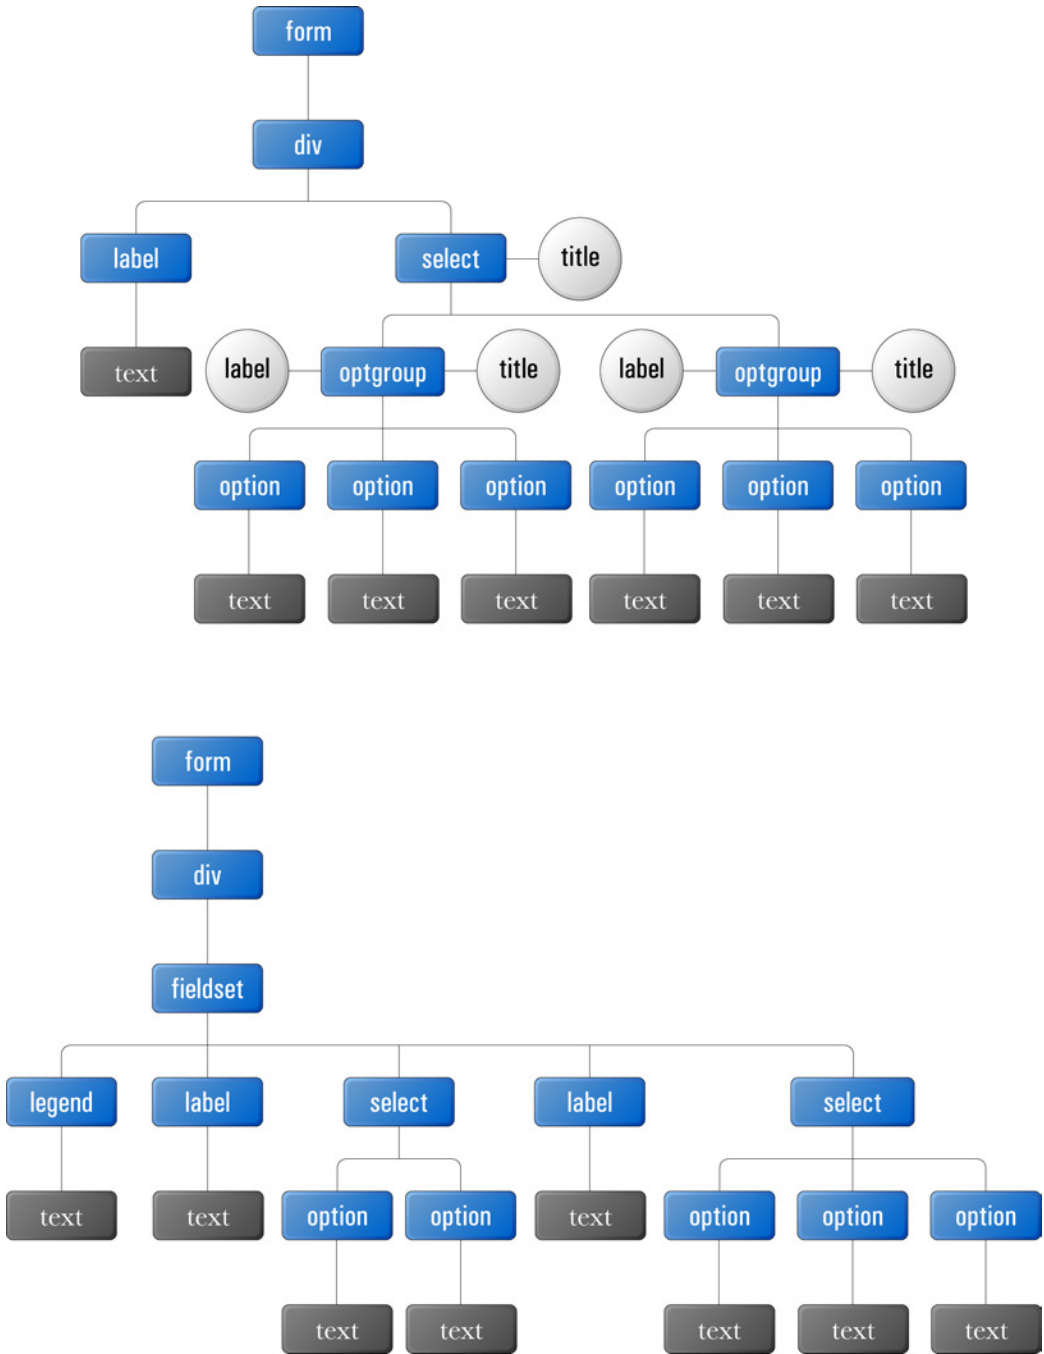 form
div
label select title
text label optgroup title label optgroup title
option option option option option option
text text text text text text
form
div
fieldset
legend label select label select
text text option option text option option option
text text text text text